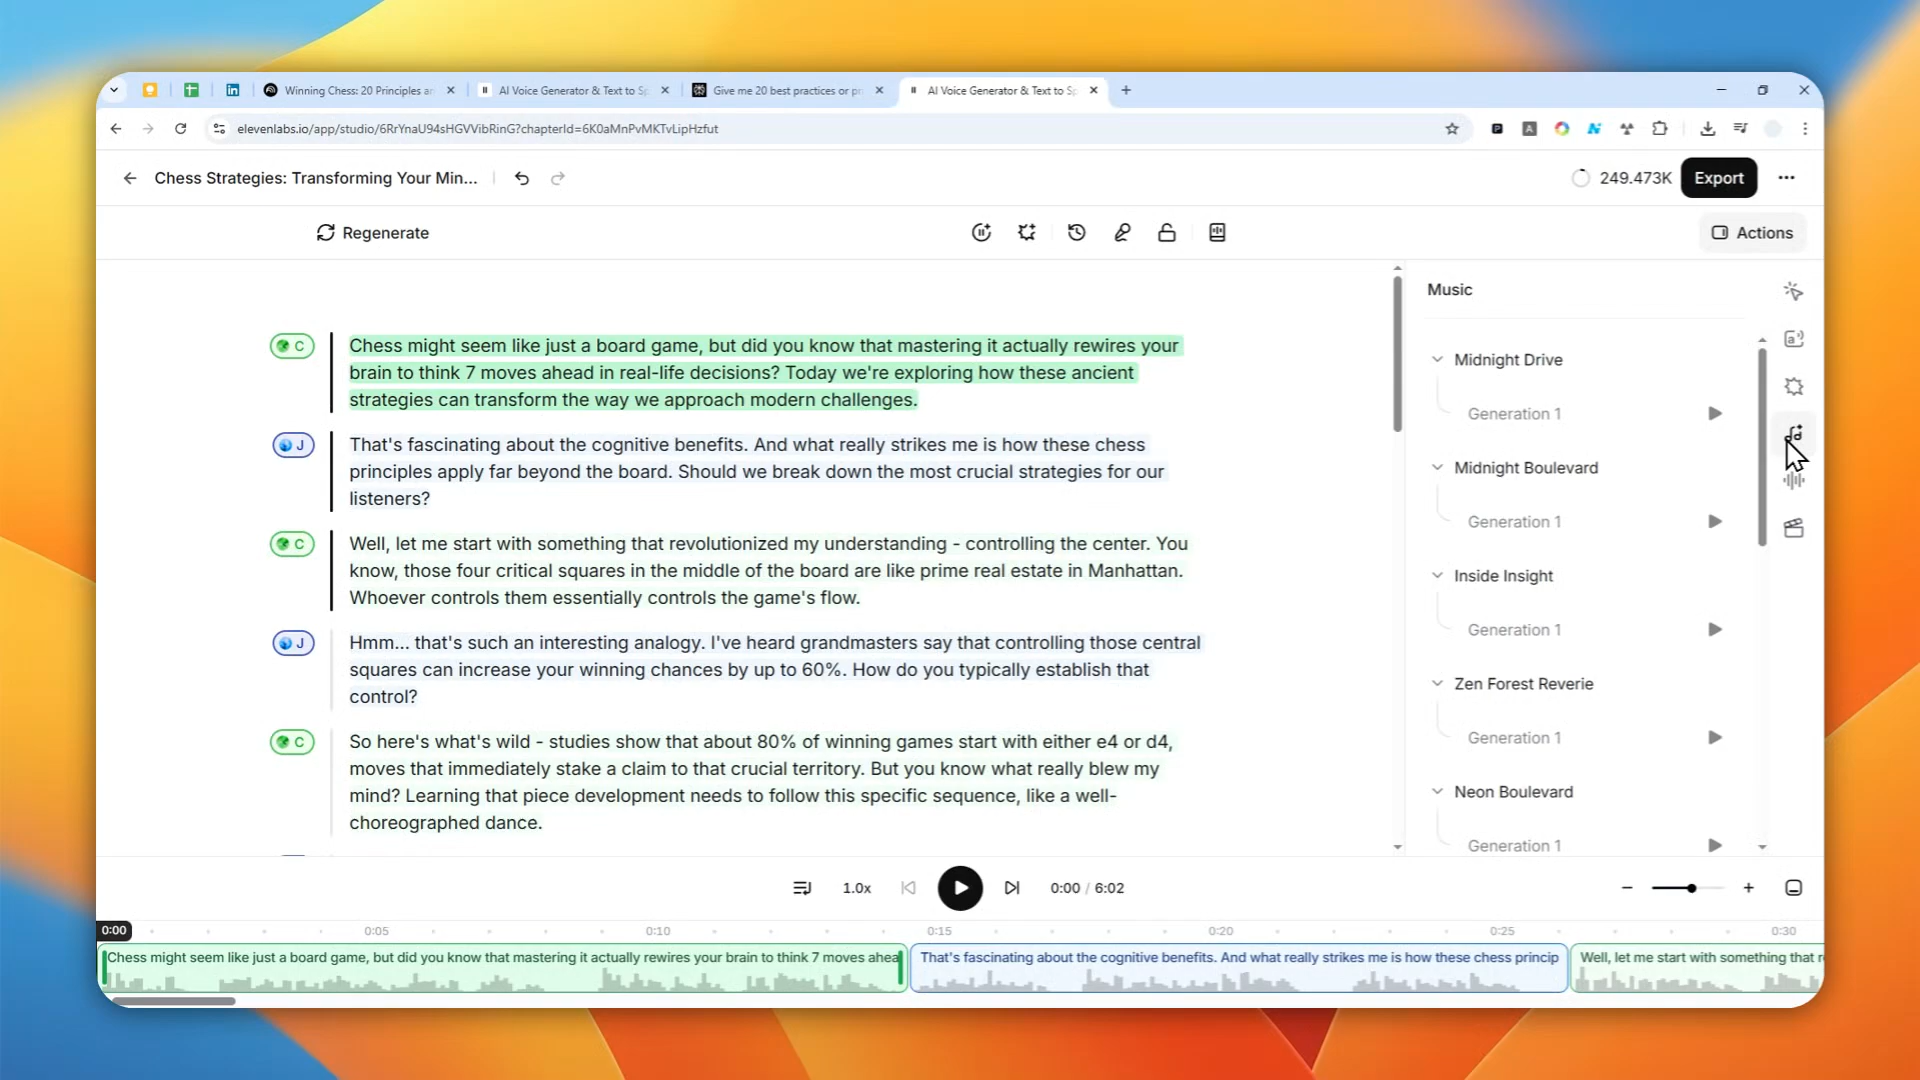 Winning Chess: 20 Principles an
AI Voice Generator & Text to Sp
Give me 20 best practices or pr
AI Voice Generator & Text to Sp
elevenlabs.io/app/studio/6RrYnaU94sHGVVibRinG?chapterId=6K0aMnPvMKTvLipHzfut
Chess Strategies: Transforming Your Min...
249.473K
Export
Regenerate
Actions
C
Chess might seem like just a board game, but did you know that mastering it actually rewires your
brain to think 7 moves ahead in real-life decisions? Today we're exploring how these ancient
strategies can transform the way we approach modern challenges.
J
That's fascinating about the cognitive benefits. And what really strikes me is how these chess
principles apply far beyond the board. Should we break down the most crucial strategies for our
listeners?
C
Well, let me start with something that revolutionized my understanding - controlling the center. You
know, those four critical squares in the middle of the board are like prime real estate in Manhattan.
Whoever controls them essentially controls the game's flow.
J
Hmm... that's such an interesting analogy. I've heard grandmasters say that controlling those central
squares can increase your winning chances by up to 60%. How do you typically establish that
control?
C
So here's what's wild - studies show that about 80% of winning games start with either e4 or d4,
moves that immediately stake a claim to that crucial territory. But you know what really blew my
mind? Learning that piece development needs to follow this specific sequence, like a well-
choreographed dance.
Music
Midnight Drive
Generation 1
Midnight Boulevard
Generation 1
Inside Insight
Generation 1
Zen Forest Reverie
Generation 1
Neon Boulevard
Generation 1
1.0x
0:00 / 6:02
0:00
0:05
0:10
0:15
0:20
0:25
0:30
Chess might seem like just a board game, but did you know that mastering it actually rewires your brain to think 7 moves ahea
That's fascinating about the cognitive benefits. And what really strikes me is how these chess princip
Well, let me start with something that r